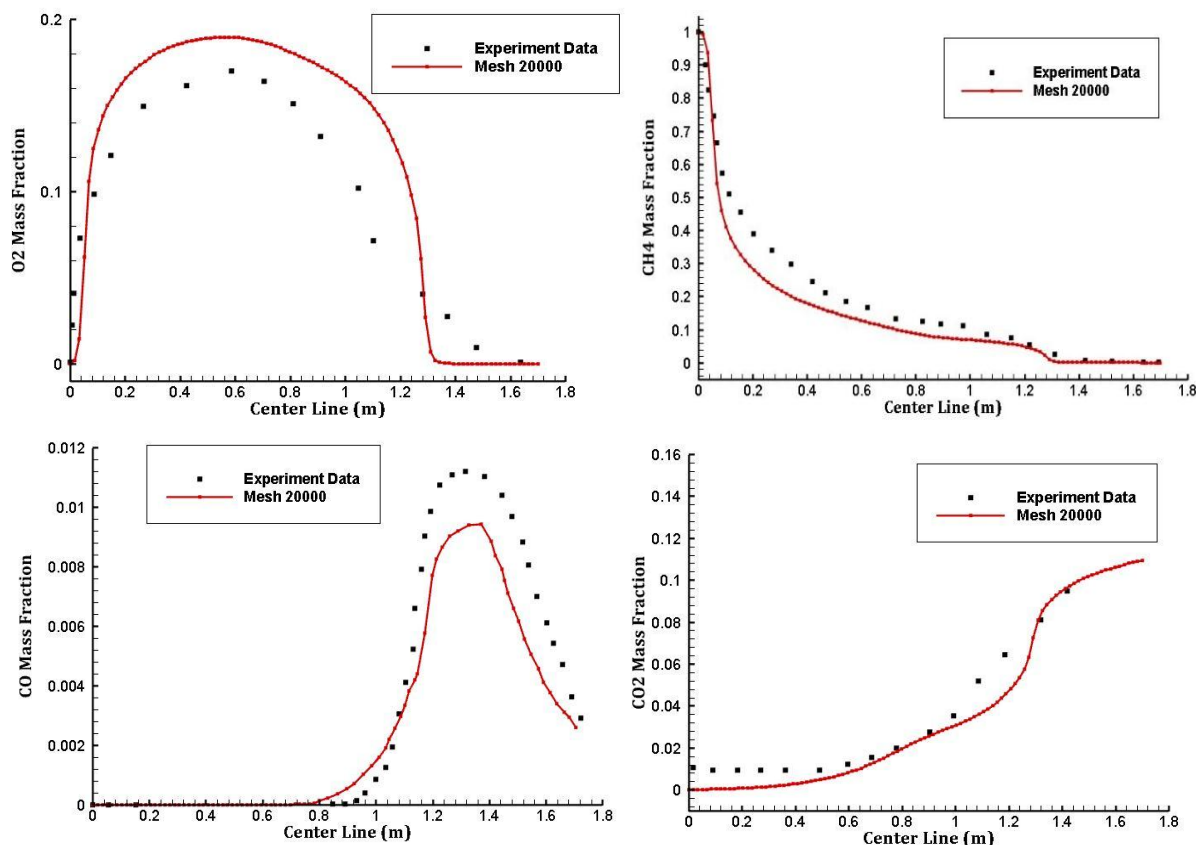 0.2
Experiment Data
Mesh 20000
O2 Mass Fraction
0.1
0
0 0.2 0.4 0.6 0.8 1 1.2 1.4 1.6 1.8
Center Line (m)
1
Experiment Data
0.9
Mesh 20000
0.8
0.7
CH4 Mass Fraction
0.6
0.5
0.4
0.3
0.2
0.1
0
0 0.2 0.4 0.6 0.8 1 1.2 1.4 1.6 1.8
Center Line (m)
0.012
Experiment Data
Mesh 20000
0.01
0.008
CO Mass Fraction
0.006
0.004
0.002
0
0 0.2 0.4 0.6 0.8 1 1.2 1.4 1.6 1.8
Center Line (m)
0.16
Experiment Data
0.14
Mesh 20000
0.12
0.1
CO2 Mass Fraction
0.08
0.06
0.04
0.02
0
0 0.2 0.4 0.6 0.8 1 1.2 1.4 1.6 1.8
Center Line (m)